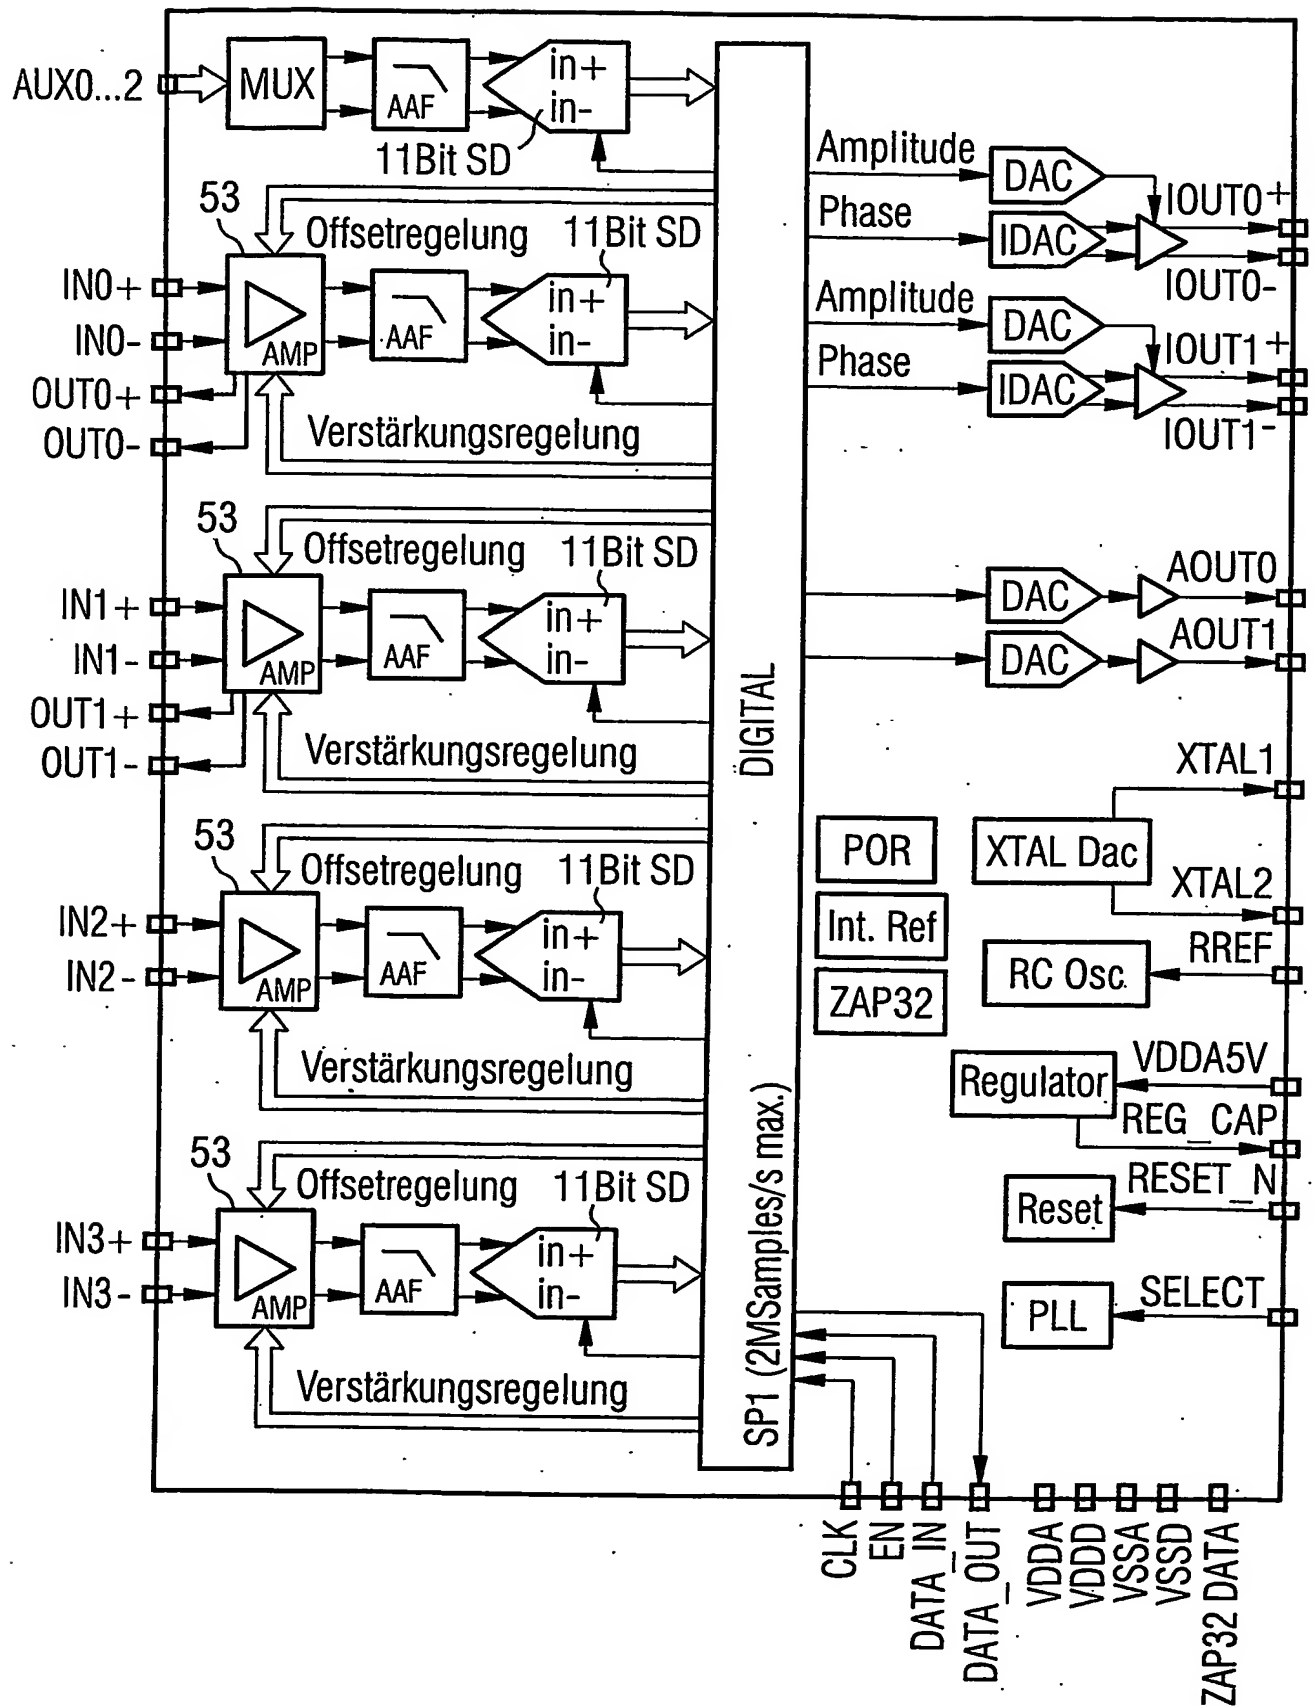 AUX0...2
MUX
AAF
in+
in-
11Bit SD
53
Offsetregelung
11Bit SD
IN0+
IN0-
OUT0+
OUT0-
AMP
AAF
in+
in-
Verstärkungsregelung
53
Offsetregelung
11Bit SD
IN1+
IN1-
OUT1+
OUT1-
AMP
AAF
in+
in-
Verstärkungsregelung
53
Offsetregelung
11Bit SD
IN2+
IN2-
AMP
AAF
in+
in-
Verstärkungsregelung
53
Offsetregelung
11Bit SD
IN3+
IN3-
AMP
AAF
in+
in-
Verstärkungsregelung
DIGITAL
SP1 (2MSamples/s max.)
Amplitude
DAC
Phase
IDAC
IOUT0+
IOUT0-
Amplitude
DAC
Phase
IDAC
IOUT1+
IOUT1-
DAC
AOUT0
DAC
AOUT1
POR
Int. Ref
ZAP32
XTAL1
XTAL Dac
XTAL2
RREF
RC Osc.
VDDA5V
Regulator
REG_CAP
RESET_N
Reset
SELECT
PLL
CLK
EN
DATA_IN
DATA_OUT
VDDA
VDDD
VSSA
VSSD
ZAP32 DATA